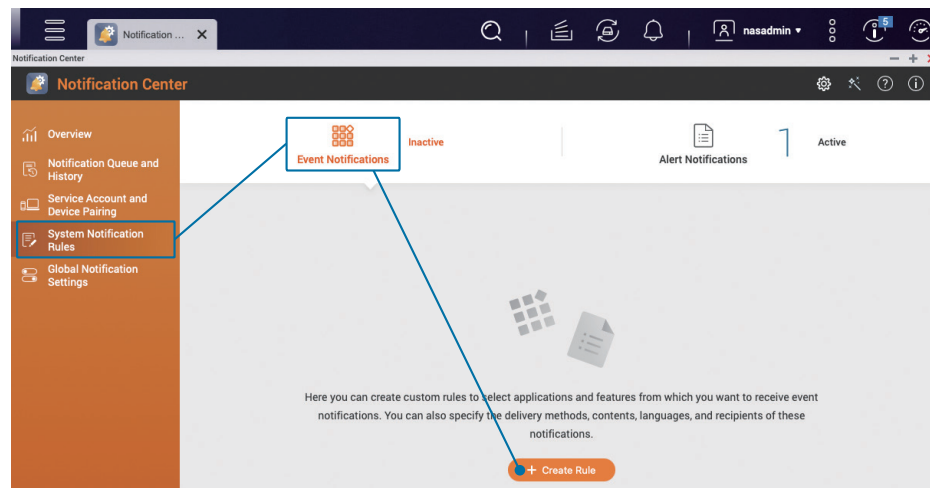 Notification ...
nasadmin
5
Notification Center
Notification Center
Overview
Notification Queue and
History
Service Account and
Device Pairing
System Notification
Rules
Global Notification
Settings
Event Notifications
Inactive
Alert Notifications
1
Active
Here you can create custom rules to select applications and features from which you want to receive event
notifications. You can also specify the delivery methods, contents, languages, and recipients of these
notifications.
+ Create Rule